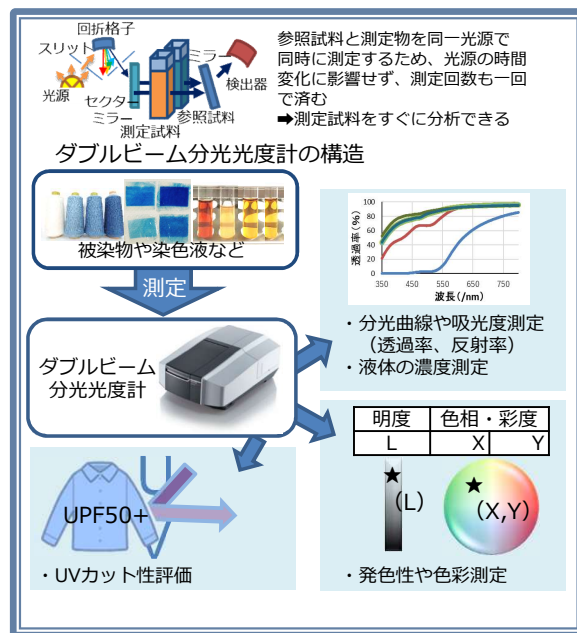 回折格子
スリット
ミラー
光源
検出器
セクター
ミラー
参照試料
測定試料
参照試料と測定物を同一光源で
同時に測定するため、光源の時間
変化に影響せず、測定回数も一回
で済む
➡測定試料をすぐに分析できる
ダブルビーム分光光度計の構造
被染物や染色液など
測定
透過率(%)
100
80
60
40
20
0
350 450 550 650 750
波長(/nm)
・分光曲線や吸光度測定
（透過率、反射率）
・液体の濃度測定
ダブルビーム
分光光度計
明度 色相・彩度
L X Y
(L)
(X,Y)
・発色性や色彩測定
UV
UPF50+
・UVカット性評価